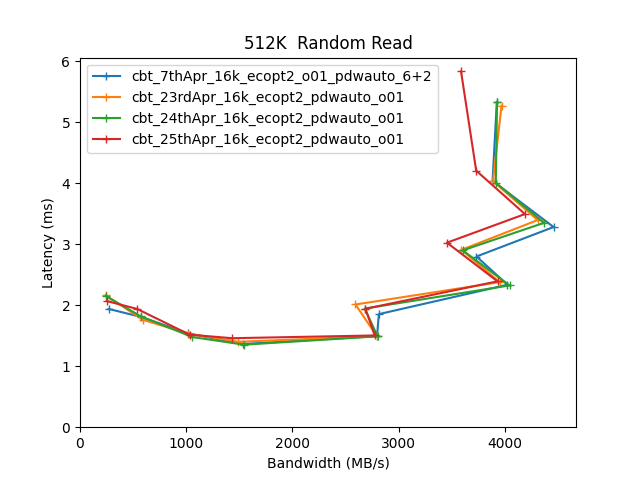 512K  Random Read
cbt_7thApr_16k_ecopt2_o01_pdwauto_6+2
cbt_23rdApr_16k_ecopt2_pdwauto_o01
cbt_24thApr_16k_ecopt2_pdwauto_o01
cbt_25thApr_16k_ecopt2_pdwauto_o01
6
5
4
3
2
1
0
Latency (ms)
0 1000 2000 3000 4000
Bandwidth (MB/s)